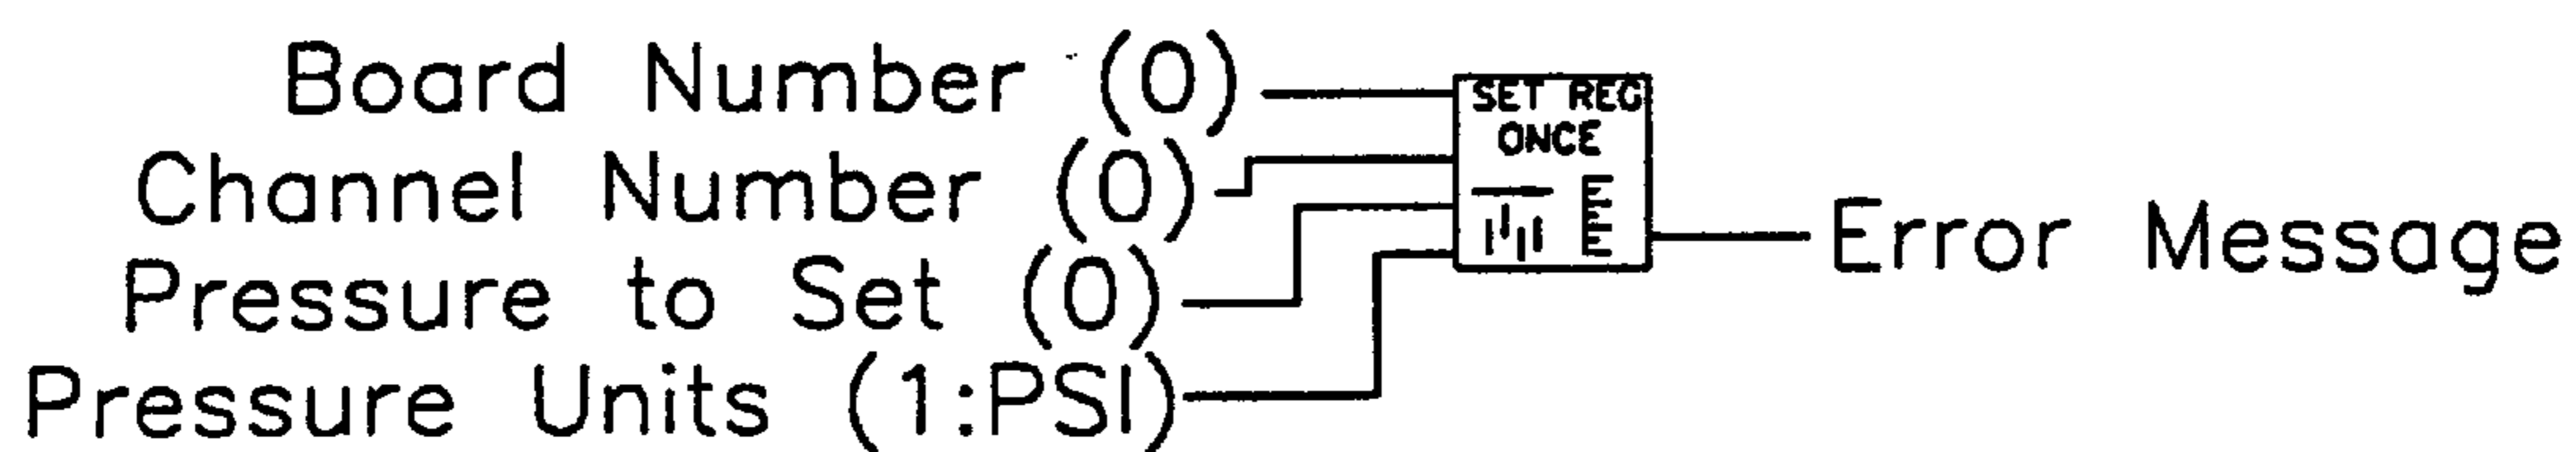 Board Number (0)
Channel Number (0)
Pressure to Set (0)
Pressure Units (1:PSI)
SET REG
ONCE
Error Message